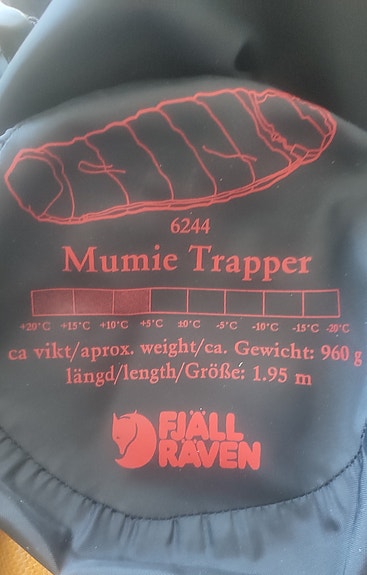 6244
Mumie Trapper
+20°C +15°C +10°C +5°C ±0°C -5°C -10°C -15°C -20°C
ca vikt/aprox. weight/ca. Gewicht: 960 g
längd/length/Größe: 1.95 m
FJÄLL
RÄVEN